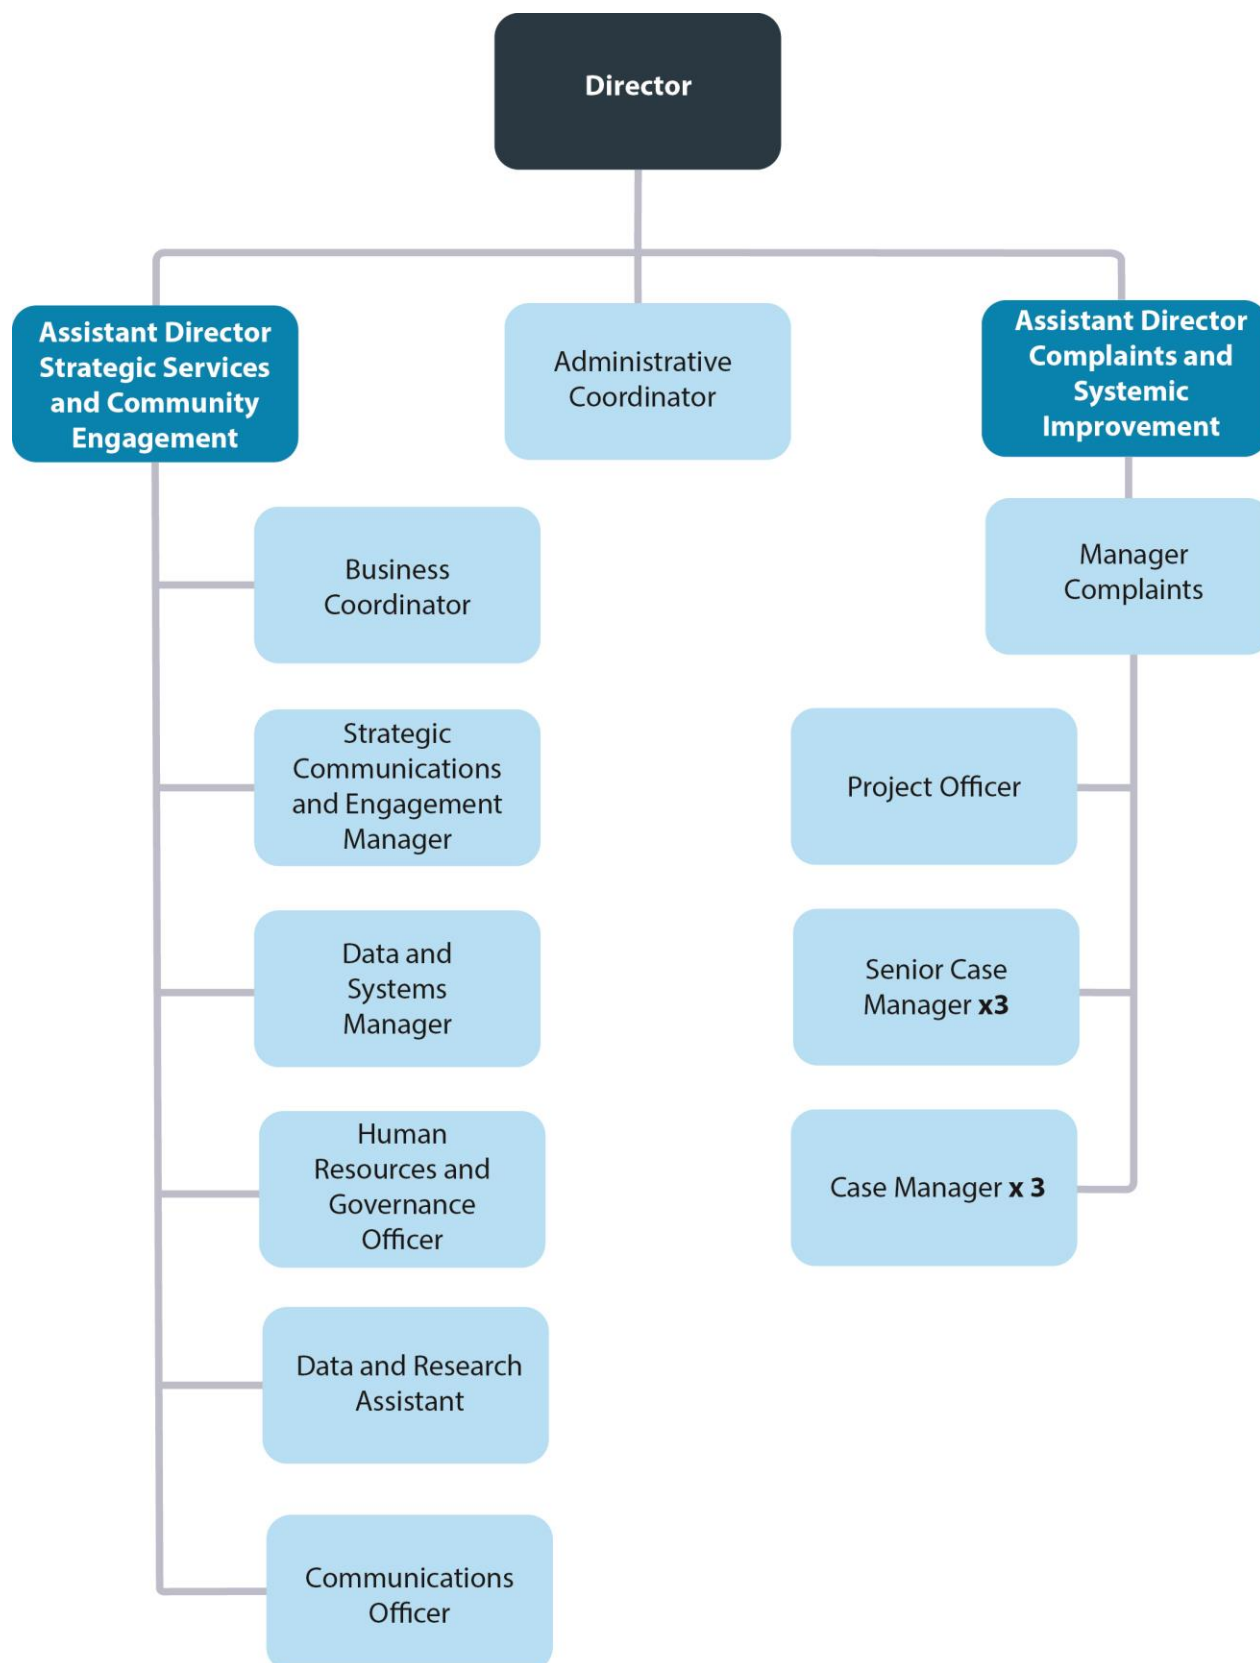 Director
Assistant Director
Strategic Services
and Community
Engagement
Administrative
Coordinator
Assistant Director
Complaints and
Systemic
Improvement
Business
Coordinator
Strategic
Communications
and Engagement
Manager
Data and
Systems
Manager
Human
Resources and
Governance
Officer
Data and Research
Assistant
Communications
Officer
Manager
Complaints
Project Officer
Senior Case
Manager x3
Case Manager x 3